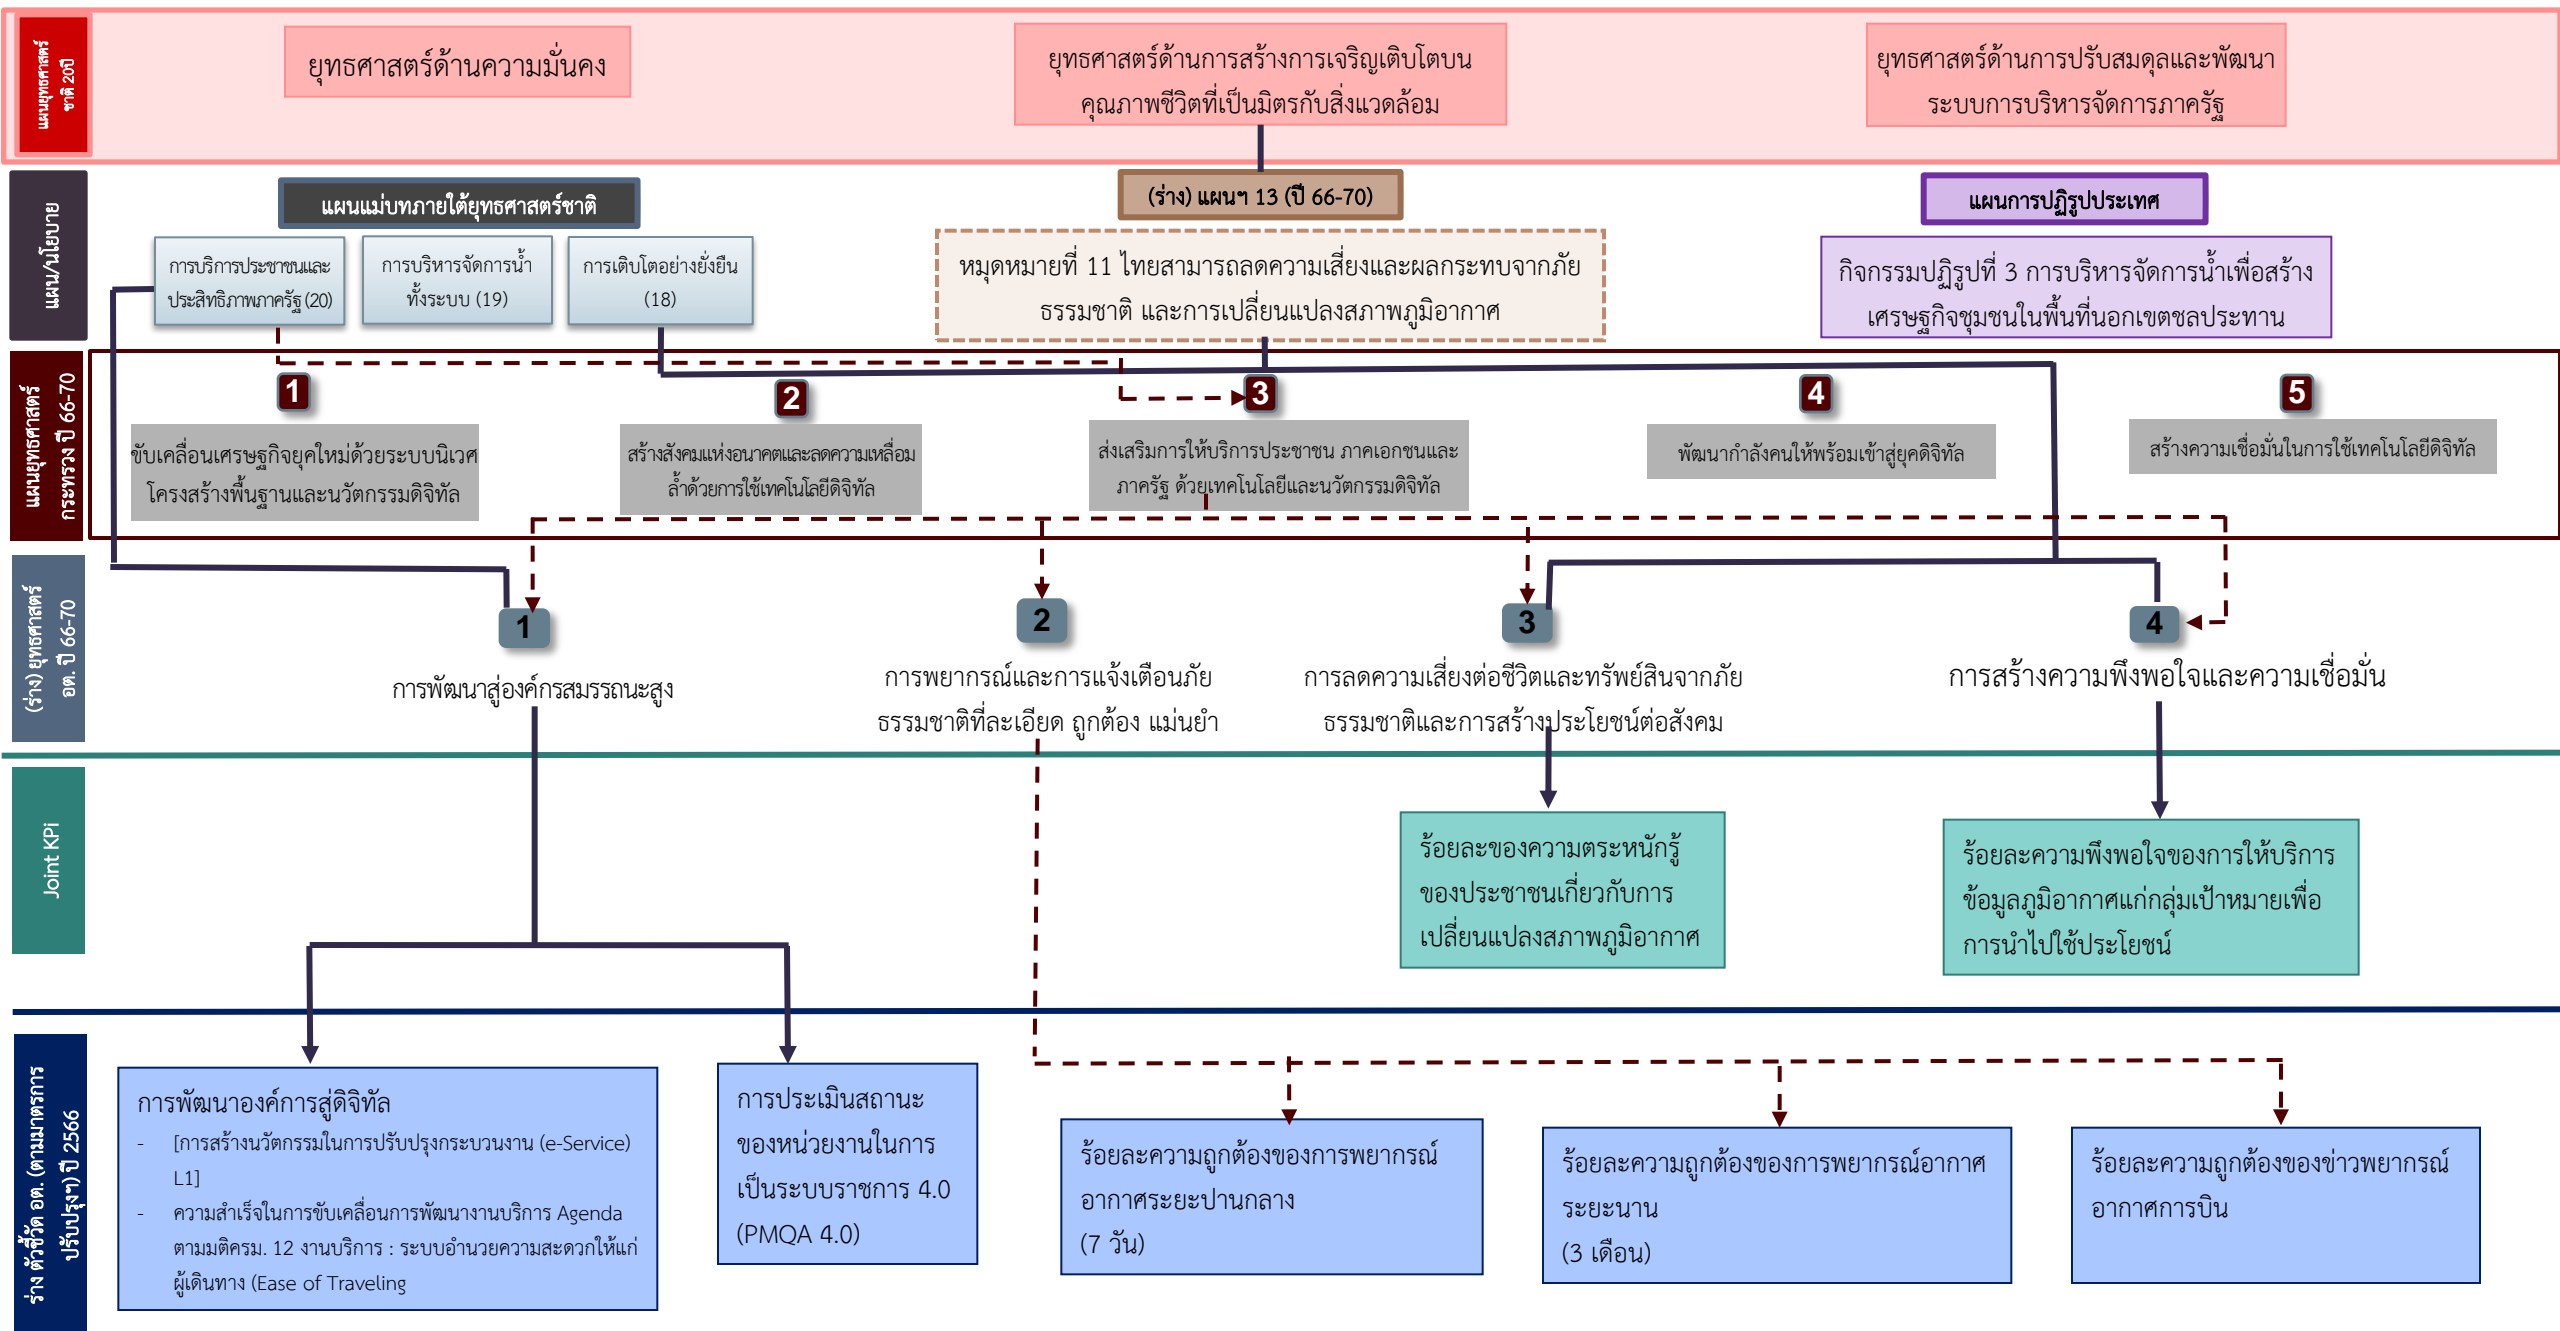 แผนยุทธศาสตร์
ชาติ 20ปี
ยุทธศาสตร์ด้านความมั่นคง
ยุทธศาสตร์ด้านการสร้างการเจริญเติบโตบน
คุณภาพชีวิตที่เป็นมิตรกับสิ่งแวดล้อม
ยุทธศาสตร์ด้านการปรับสมดุลและพัฒนา
ระบบการบริหารจัดการภาครัฐ
แผน/นโยบาย
แผนแม่บทภายใต้ยุทธศาสตร์ชาติ
การบริการประชาชนและ
ประสิทธิภาพภาครัฐ (20)
การบริหารจัดการน้ำ
ทั้งระบบ (19)
การเติบโตอย่างยั่งยืน
(18)
(ร่าง) แผนฯ 13 (ปี 66-70)
หมุดหมายที่ 11 ไทยสามารถลดความเสี่ยงและผลกระทบจากภัย
ธรรมชาติ และการเปลี่ยนแปลงสภาพภูมิอากาศ
แผนการปฏิรูปประเทศ
กิจกรรมปฏิรูปที่ 3 การบริหารจัดการน้ำเพื่อสร้าง
เศรษฐกิจชุมชนในพื้นที่นอกเขตชลประทาน
แผนยุทธศาสตร์
กระทรวง ปี 66-70
1
ขับเคลื่อนเศรษฐกิจยุคใหม่ด้วยระบบนิเวศ
โครงสร้างพื้นฐานและนวัตกรรมดิจิทัล
2
สร้างสังคมแห่งอนาคตและลดความเหลื่อม
ล้ำด้วยการใช้เทคโนโลยีดิจิทัล
3
ส่งเสริมการให้บริการประชาชน ภาคเอกชนและ
ภาครัฐ ด้วยเทคโนโลยีและนวัตกรรมดิจิทัล
4
พัฒนากำลังคนให้พร้อมเข้าสู่ยุคดิจิทัล
5
สร้างความเชื่อมั่นในการใช้เทคโนโลยีดิจิทัล
(ร่าง) ยุทธศาสตร์
อต. ปี 66-70
1
การพัฒนาสู่องค์กรสมรรถนะสูง
2
การพยากรณ์และการแจ้งเตือนภัย
ธรรมชาติที่ละเอียด ถูกต้อง แม่นยำ
3
การลดความเสี่ยงต่อชีวิตและทรัพย์สินจากภัย
ธรรมชาติและการสร้างประโยชน์ต่อสังคม
4
การสร้างความพึงพอใจและความเชื่อมั่น
Joint KPi
ร้อยละของความตระหนักรู้
ของประชาชนเกี่ยวกับการ
เปลี่ยนแปลงสภาพภูมิอากาศ
ร้อยละความพึงพอใจของการให้บริการ
ข้อมูลภูมิอากาศแก่กลุ่มเป้าหมายเพื่อ
การนำไปใช้ประโยชน์
ร่าง ตัวชี้วัด อต. (ตามมาตรการ
ปรับปรุงฯ) ปี 2566
การพัฒนาองค์การสู่ดิจิทัล
- [การสร้างนวัตกรรมในการปรับปรุงกระบวนงาน (e-Service)
L1]
- ความสำเร็จในการขับเคลื่อนการพัฒนางานบริการ Agenda
ตามมติครม. 12 งานบริการ : ระบบอำนวยความสะดวกให้แก่
ผู้เดินทาง (Ease of Traveling
การประเมินสถานะ
ของหน่วยงานในการ
เป็นระบบราชการ 4.0
(PMQA 4.0)
ร้อยละความถูกต้องของการพยากรณ์
อากาศระยะปานกลาง
(7 วัน)
ร้อยละความถูกต้องของการพยากรณ์อากาศ
ระยะนาน
(3 เดือน)
ร้อยละความถูกต้องของข่าวพยากรณ์
อากาศการบิน